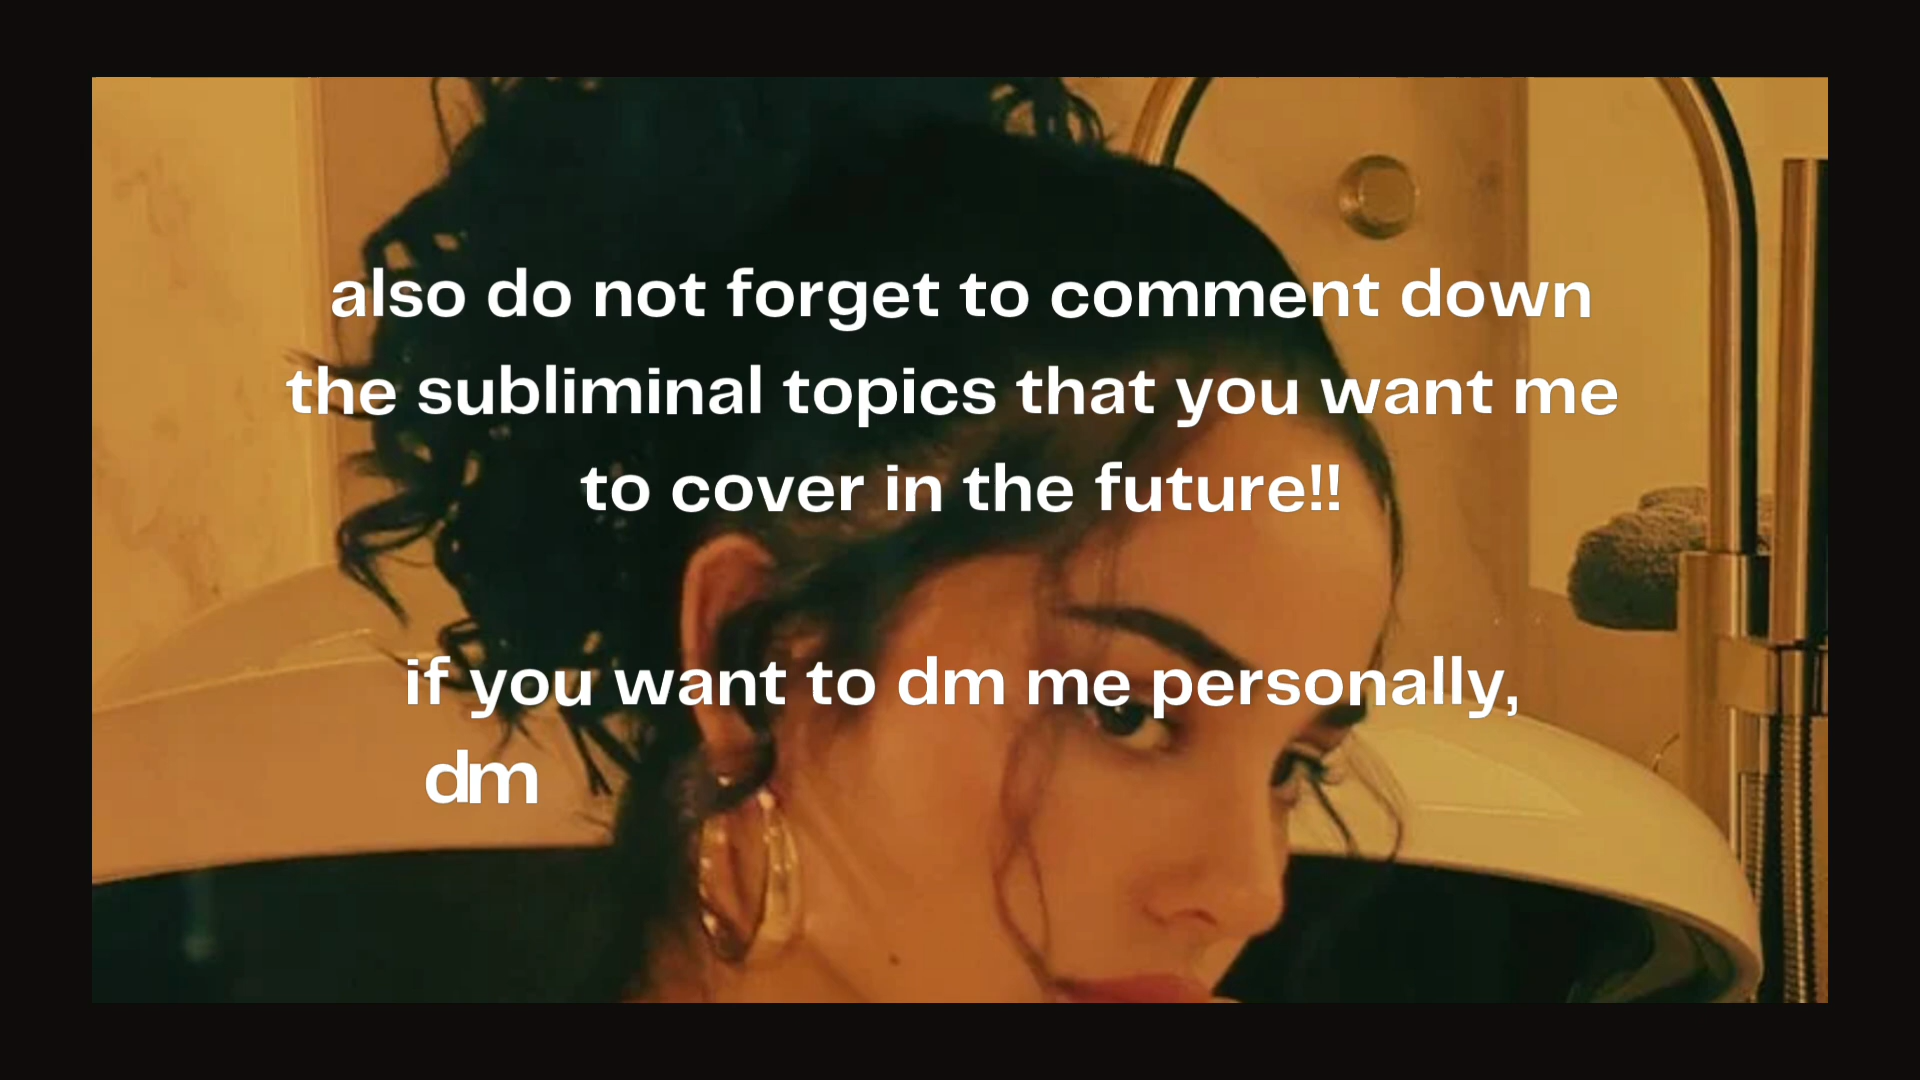 also do not forget to comment down
the subliminal topics that you want me
to cover in the future!!
if you want to dm me personally,
dm